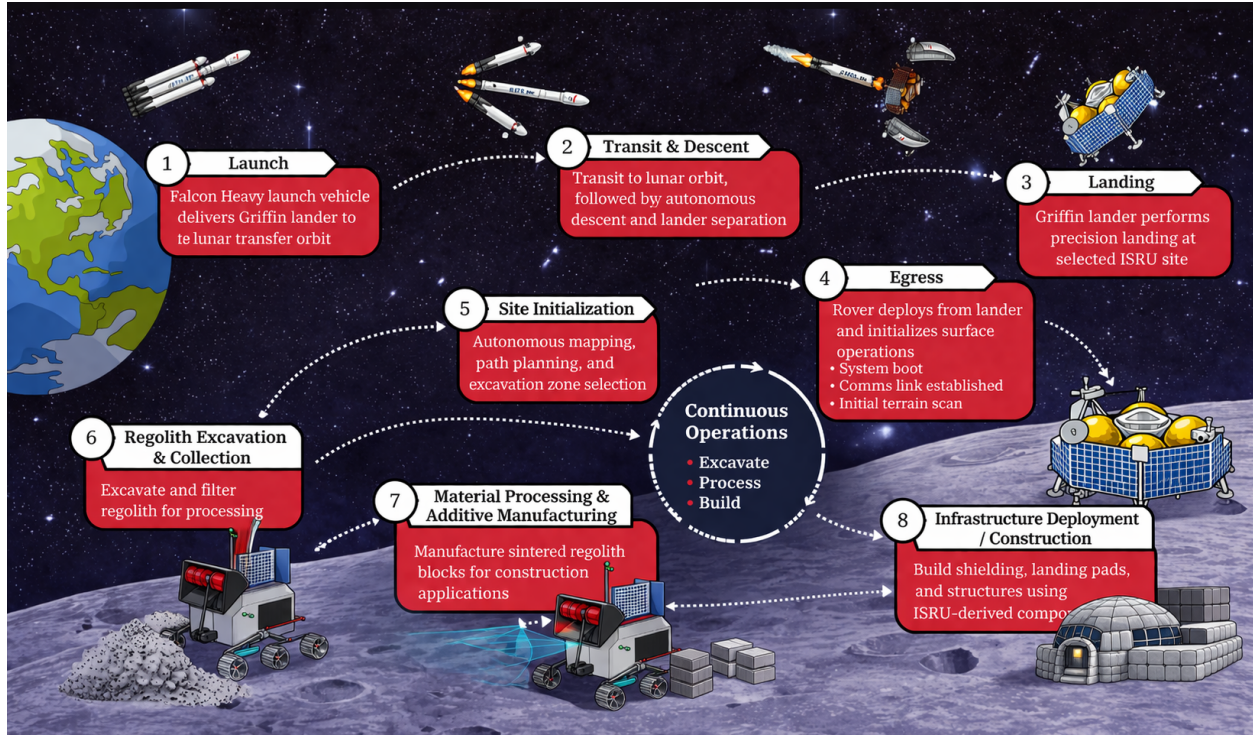 1
Launch
Falcon Heavy launch vehicle
delivers Griffin lander to
te lunar transfer orbit
2
Transit & Descent
Transit to lunar orbit,
followed by autonomous
descent and lander separation
3
Landing
Griffin lander performs
precision landing at
selected ISRU site
4
Egress
Rover deploys from lander
and initializes surface
operations
• System boot
• Comms link established
• Initial terrain scan
5
Site Initialization
Autonomous mapping,
path planning, and
excavation zone selection
6
Regolith Excavation
& Collection
Excavate and filter
regolith for processing
Continuous
Operations
• Excavate
• Process
• Build
7
Material Processing &
Additive Manufacturing
Manufacture sintered regolith
blocks for construction
applications
8
Infrastructure Deployment
/ Construction
Build shielding, landing pads,
and structures using
ISRU-derived compo